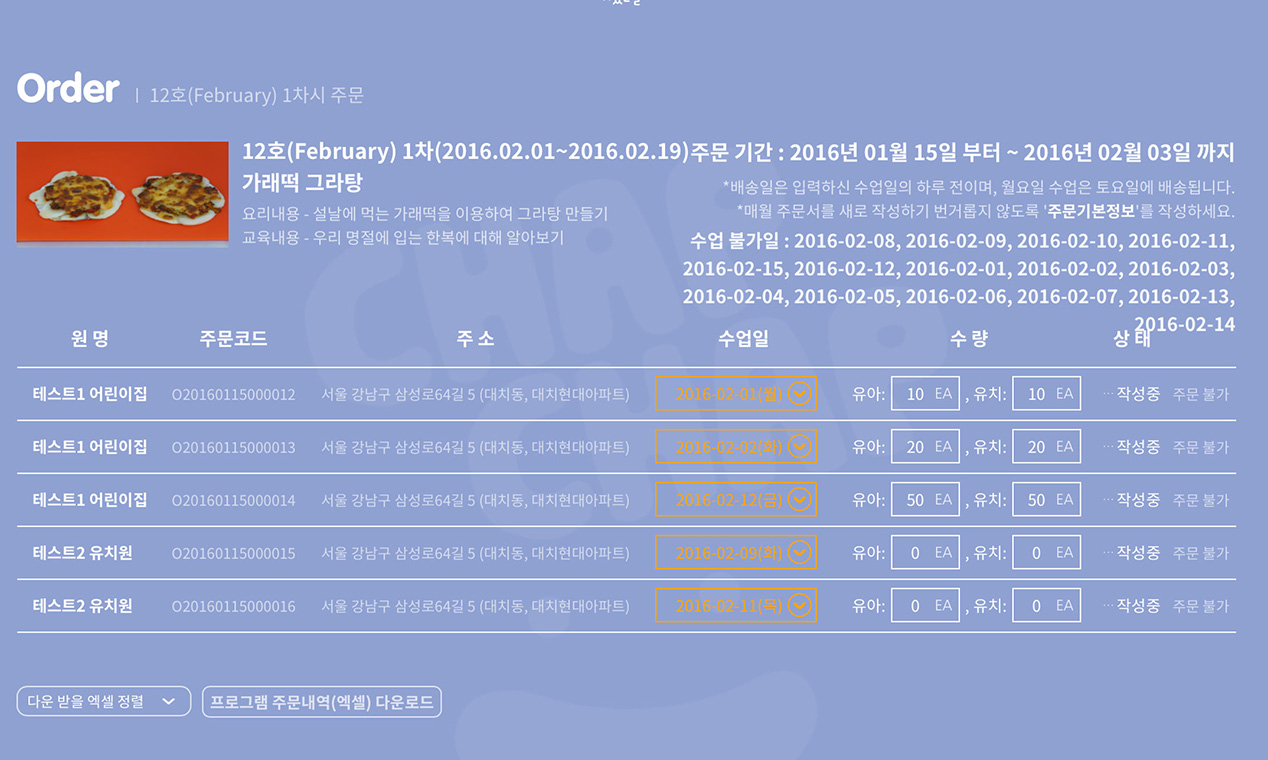 Order | 12호(February) 1차시 주문
12호(February) 1차(2016.02.01~2016.02.19)
가래떡 그라탕
요리내용 - 설날에 먹는 가래떡을 이용하여 그라탕 만들기
교육내용 - 우리 명절에 입는 한복에 대해 알아보기
주문 기간 : 2016년 01월 15일 부터 ~ 2016년 02월 03일 까지
*배송일은 입력하신 수업일의 하루 전이며, 월요일 수업은 토요일에 배송됩니다.
*매월 주문서를 새로 작성하기 번거롭지 않도록 '주문기본정보'를 작성하세요.
수업 불가일 : 2016-02-08, 2016-02-09, 2016-02-10, 2016-02-11,
2016-02-15, 2016-02-12, 2016-02-01, 2016-02-02, 2016-02-03,
2016-02-04, 2016-02-05, 2016-02-06, 2016-02-07, 2016-02-13,
2016-02-14
원 명 주문코드 주 소 수업일 수 량 상 태
테스트1 어린이집 O20160115000012 서울 강남구 삼성로64길 5 (대치동, 대치현대아파트) 2016-02-01(월) 유아: 10 EA , 유치: 10 EA ···작성중 주문 불가
테스트1 어린이집 O20160115000013 서울 강남구 삼성로64길 5 (대치동, 대치현대아파트) 2016-02-02(화) 유아: 20 EA , 유치: 20 EA ···작성중 주문 불가
테스트1 어린이집 O20160115000014 서울 강남구 삼성로64길 5 (대치동, 대치현대아파트) 2016-02-12(금) 유아: 50 EA , 유치: 50 EA ···작성중 주문 불가
테스트2 유치원 O20160115000015 서울 강남구 삼성로64길 5 (대치동, 대치현대아파트) 2016-02-09(화) 유아: 0 EA , 유치: 0 EA ···작성중 주문 불가
테스트2 유치원 O20160115000016 서울 강남구 삼성로64길 5 (대치동, 대치현대아파트) 2016-02-11(목) 유아: 0 EA , 유치: 0 EA ···작성중 주문 불가
다운 받을 엑셀 정렬 프로그램 주문내역(엑셀) 다운로드
CHAP
CHAP